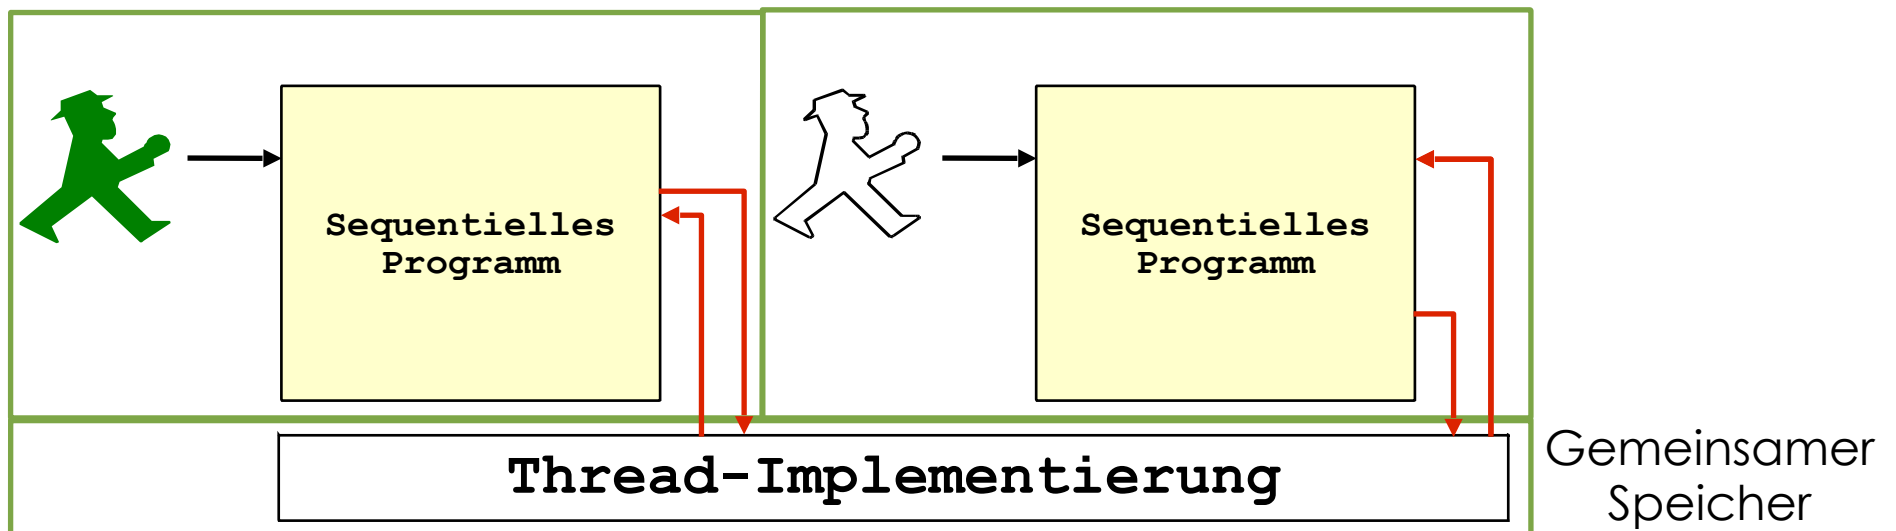 Sequentielles
Programm
Sequentielles
Programm
Thread-Implementierung
Gemeinsamer
Speicher